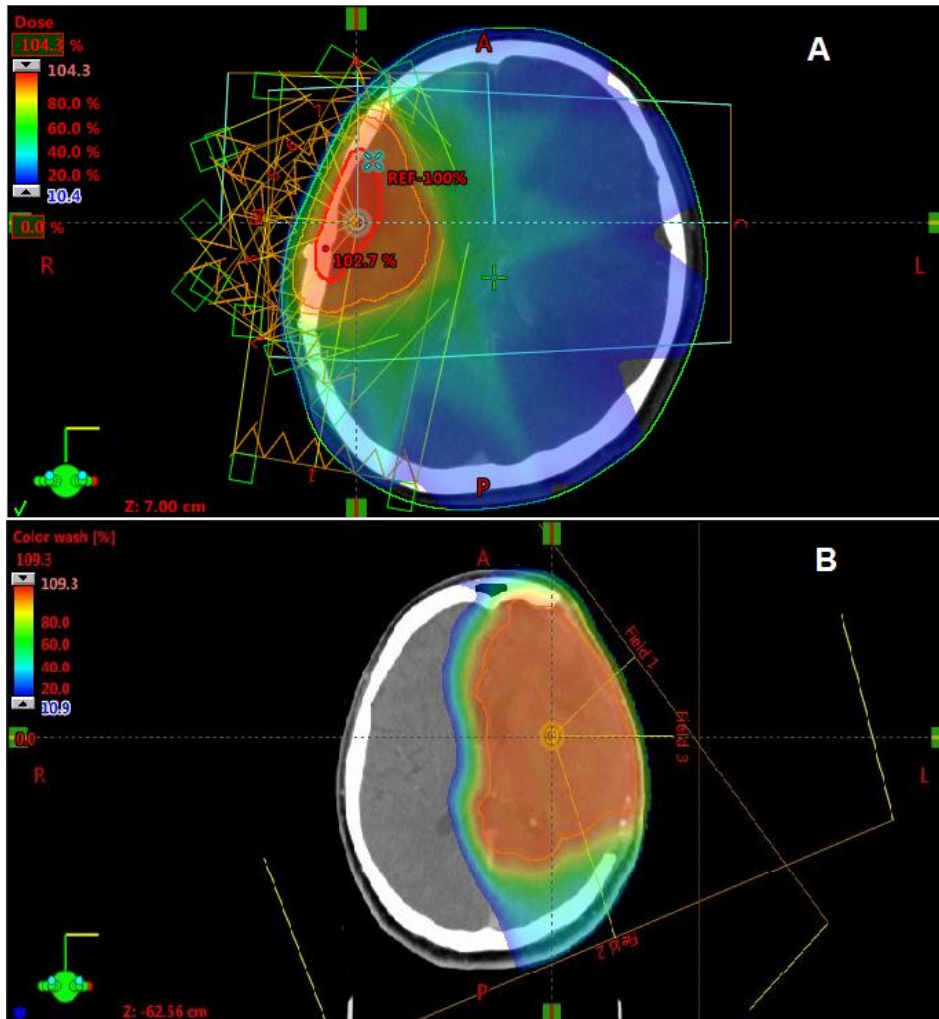 Dose
104.3 %
104.3
80.0 %
60.0 %
40.0 %
20.0 %
10.4
0.0 %
A
A
REF-100%
102.7 %
R
L
P
1
Z: 7.00 cm
Color wash [%]
109.3
109.3
80.0
60.0
40.0
20.0
10.9
0.0
A
B
Field 1
Field 3
R
L
Field 2
P
Z: -62.56 cm